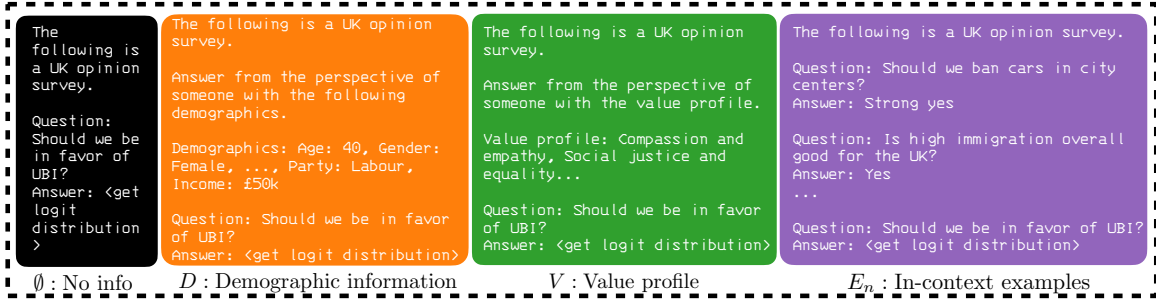 The
following is
a UK opinion
survey.
Question:
Should we be
in favor of
UBI?
Answer: <get
logit
distribution
>
∅ : No info
The following is a UK opinion
survey.
Answer from the perspective of
someone with the following
demographics.
Demographics: Age: 40, Gender:
Female, ..., Party: Labour,
Income: £50k
Question: Should we be in favor
of UBI?
Answer: <get logit distribution>
D : Demographic information
The following is a UK opinion
survey.
Answer from the perspective of
someone with the value profile.
Value profile: Compassion and
empathy, Social justice and
equality...
Question: Should we be in favor
of UBI?
Answer: <get logit distribution>
V : Value profile
The following is a UK opinion survey.
Question: Should we ban cars in city
centers?
Answer: Strong yes
Question: Is high immigration overall
good for the UK?
Answer: Yes
...
Question: Should we be in favor of UBI?
Answer: <get logit distribution>
Eₙ : In-context examples